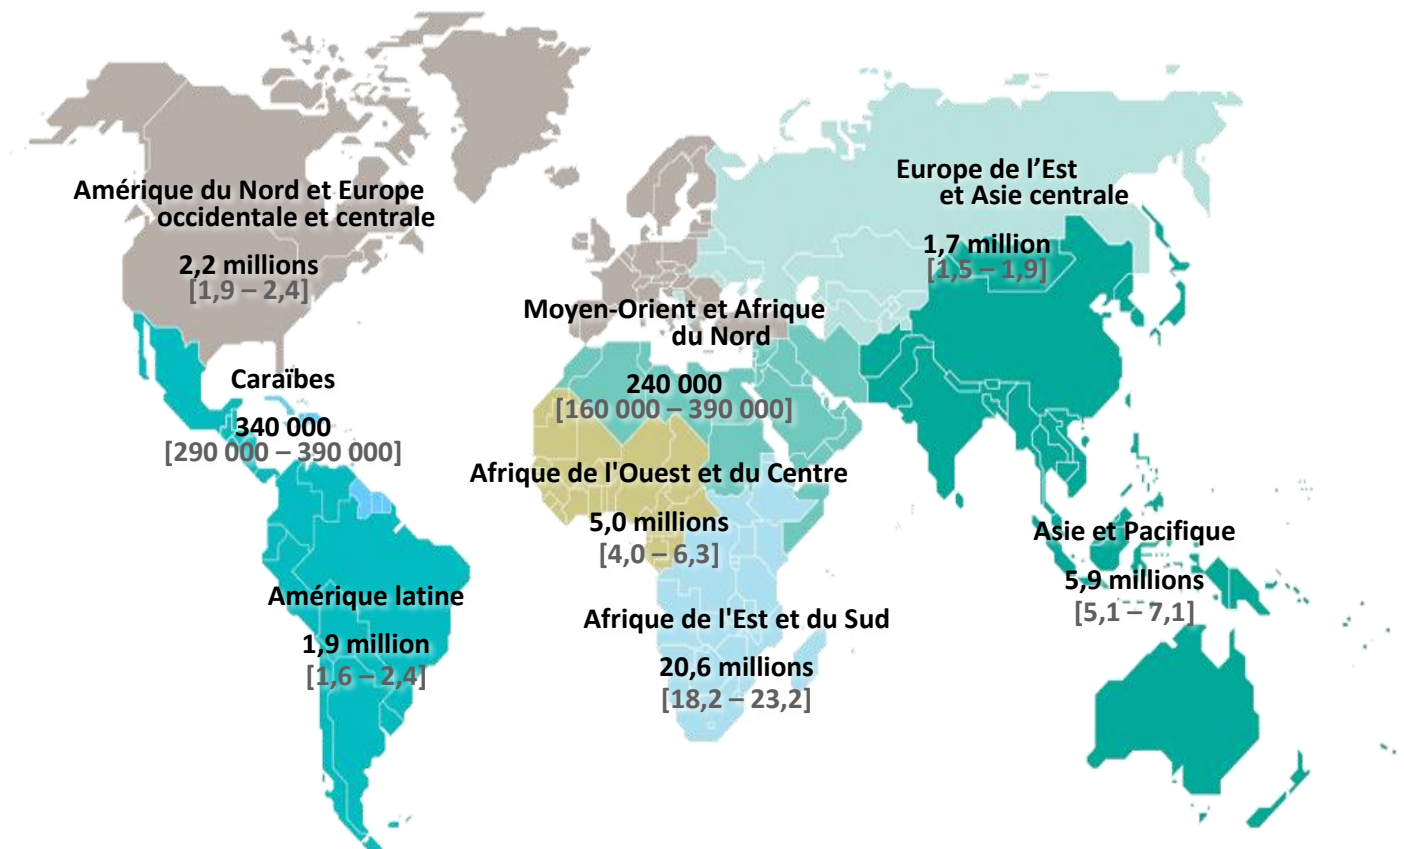 Amérique du Nord et Europe
occidentale et centrale
2,2 millions
[1,9 – 2,4]
Europe de l’Est
et Asie centrale
1,7 million
[1,5 – 1,9]
Moyen-Orient et Afrique
du Nord
240 000
[160 000 – 390 000]
Caraïbes
340 000
[290 000 – 390 000]
Afrique de l'Ouest et du Centre
5,0 millions
[4,0 – 6,3]
Asie et Pacifique
5,9 millions
[5,1 – 7,1]
Amérique latine
1,9 million
[1,6 – 2,4]
Afrique de l'Est et du Sud
20,6 millions
[18,2 – 23,2]